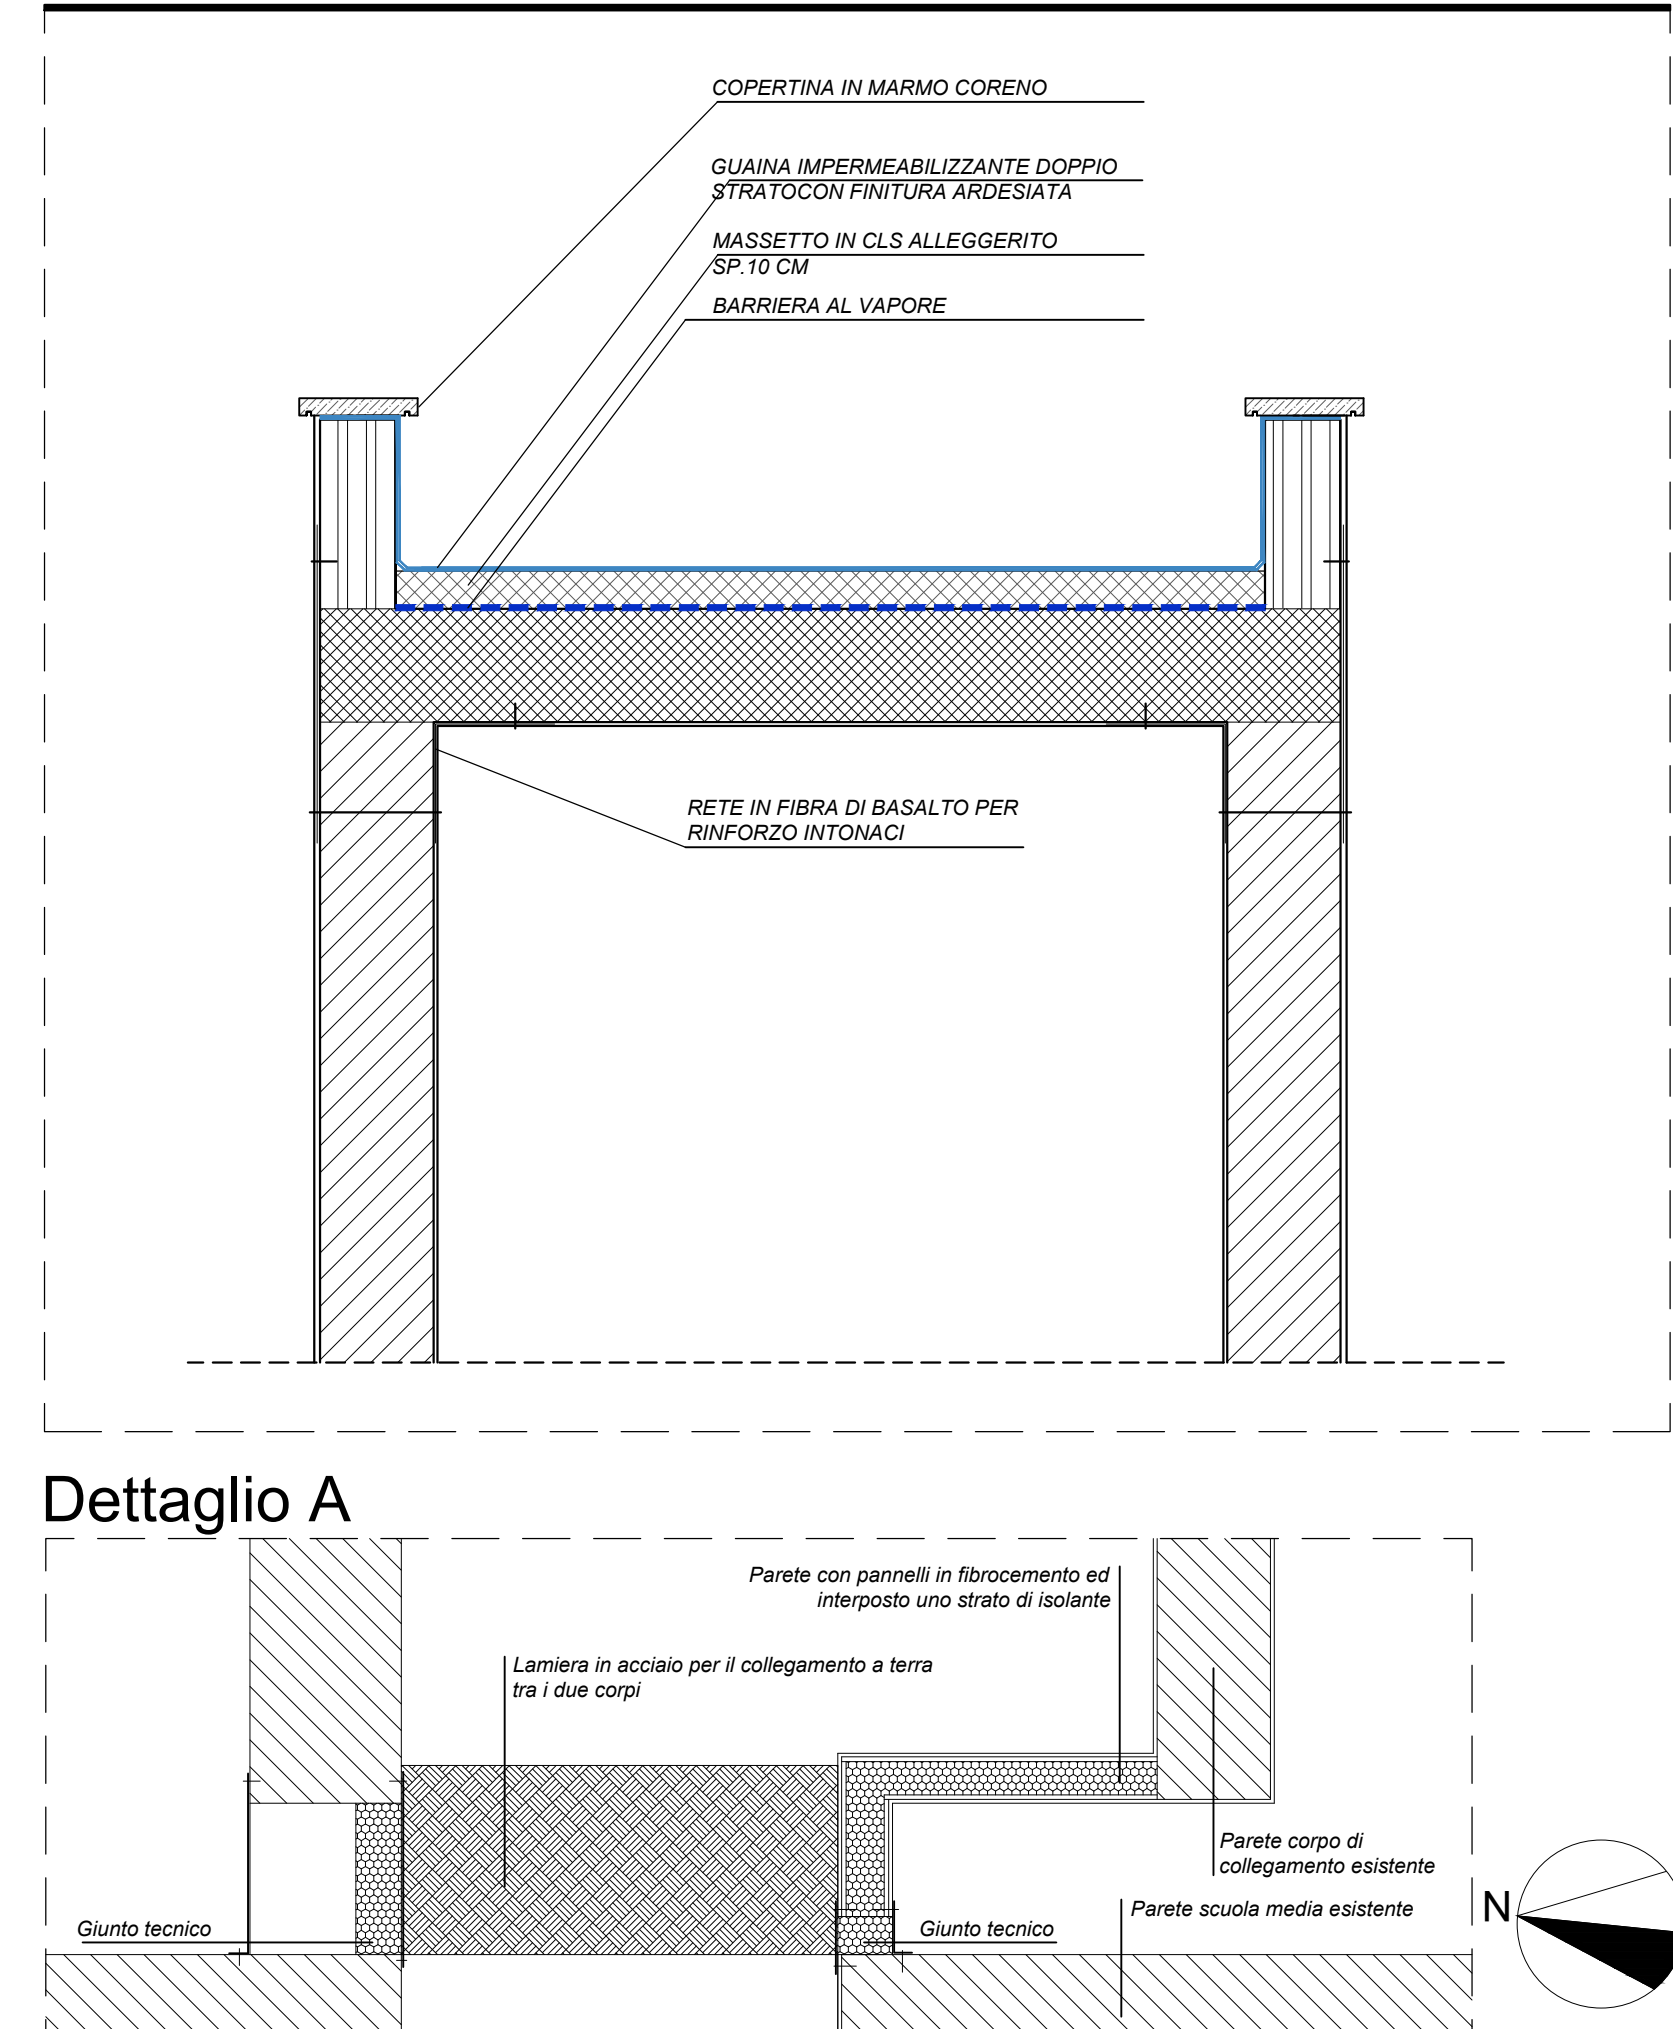 COPERTINA IN MARMO CORENO
GUAINA IMPERMEABILIZZANTE DOPPIO
STRATOCON FINITURA ARDESIATA
MASSETTO IN CLS ALLEGGERITO
SP.10 CM
BARRIERA AL VAPORE
RETE IN FIBRA DI BASALTO PER
RINFORZO INTONACI
Dettaglio A
Parete con pannelli in fibrocemento ed
interposto uno strato di isolante
Lamiera in acciaio per il collegamento a terra
tra i due corpi
Parete corpo di
collegamento esistente
Parete scuola media esistente
N
Giunto tecnico
Giunto tecnico